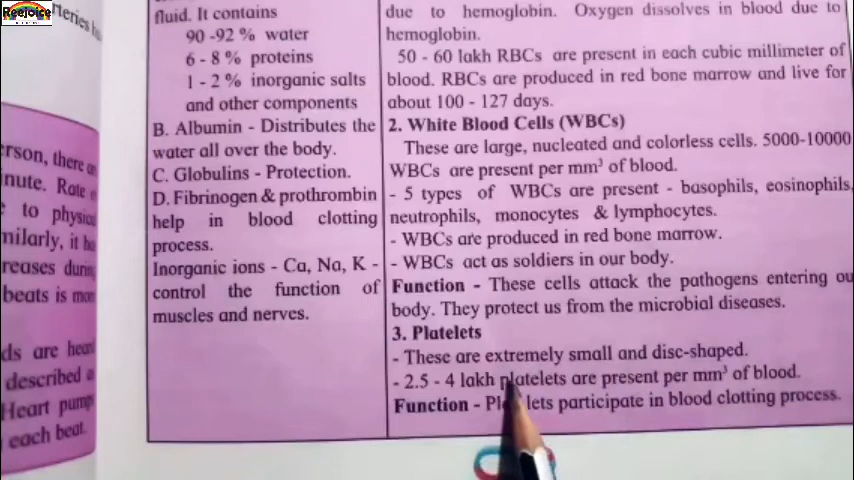 Reejoice
rteries
erson, there
inute. Rate
to physical
milarly, it
reases during
beats is more
ds are heart
described
Heart pump
each beat.
fluid. It contains
90 -92 % water
6 - 8 % proteins
1 - 2 % inorganic salts
and other components
B. Albumin - Distributes the
water all over the body.
C. Globulins - Protection.
D. Fibrinogen & prothrombin
help in blood clotting
process.
Inorganic ions - Ca, Na, K -
control the function of
muscles and nerves.
due to hemoglobin. Oxygen dissolves in blood due to
hemoglobin.
50 - 60 lakh RBCs are present in each cubic millimeter of
blood. RBCs are produced in red bone marrow and live for
about 100 - 127 days.
2. White Blood Cells (WBCs)
These are large, nucleated and colorless cells. 5000-10000
WBCs are present per mm³ of blood.
- 5 types of WBCs are present - basophils, eosinophils,
neutrophils, monocytes & lymphocytes.
- WBCs are produced in red bone marrow.
- WBCs act as soldiers in our body.
Function - These cells attack the pathogens entering ou
body. They protect us from the microbial diseases.
3. Platelets
- These are extremely small and disc-shaped.
- 2.5 - 4 lakh platelets are present per mm³ of blood.
Function - Platelets participate in blood clotting process.